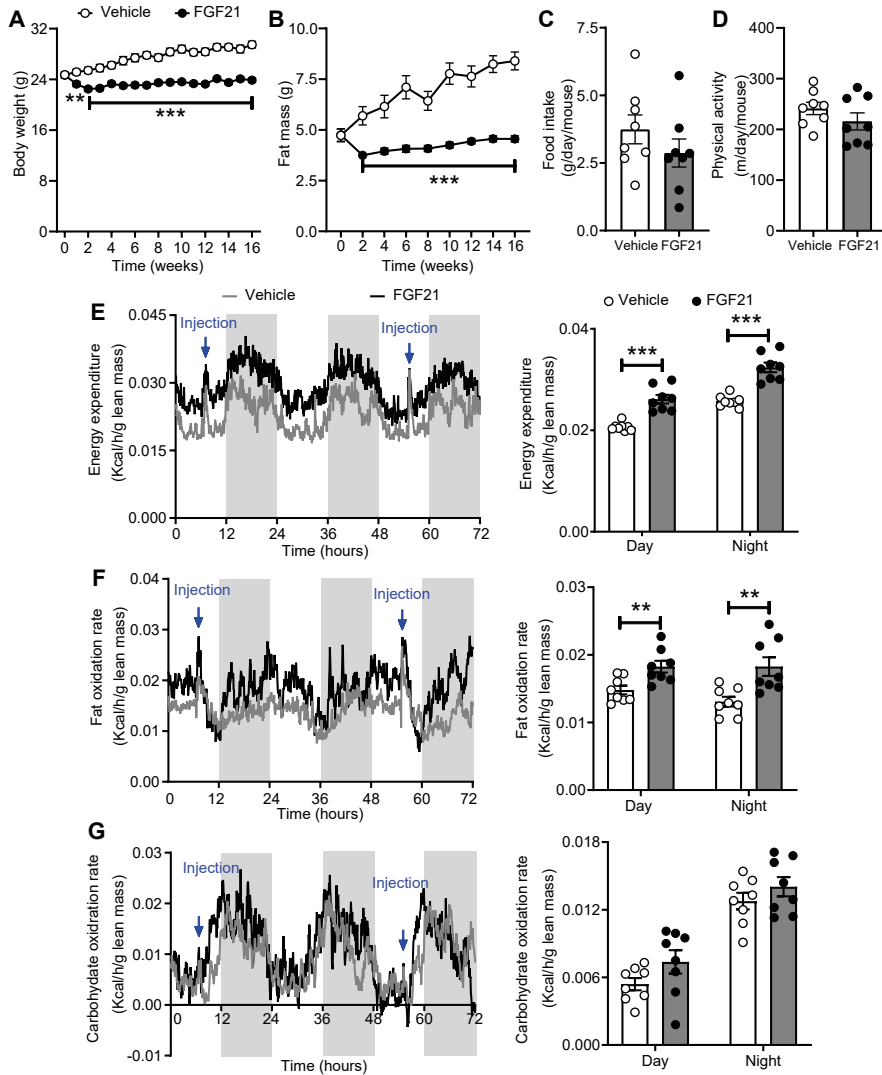 A
Vehicle
FGF21
Body weight (g)
32
24
16
8
0
**
***
0 2 4 6 8 10 12 14 16
Time (weeks)
B
Fat mass (g)
10.0
7.5
5.0
2.5
0.0
***
0 2 4 6 8 10 12 14 16
Time (weeks)
C
Food intake
(g/day/mouse)
7.5
5.0
2.5
0.0
Vehicle FGF21
D
Physical activity
(m/day/mouse)
400
300
200
100
0
Vehicle FGF21
E
Vehicle
FGF21
Energy expenditure
(Kcal/h/g lean mass)
0.045
0.030
0.015
0.000
Injection
Injection
0 12 24 36 48 60 72
Time (hours)
Vehicle
FGF21
Energy expenditure
(Kcal/h/g lean mass)
0.04
0.02
0.00
***
***
Day Night
F
Fat oxidation rate
(Kcal/h/g lean mass)
0.04
0.03
0.02
0.01
0.00
Injection
Injection
0 12 24 36 48 60 72
Time (hours)
Fat oxidation rate
(Kcal/h/g lean mass)
0.03
0.02
0.01
0.00
**
**
Day Night
G
Carbohydate oxidration rate
(Kcal/h/g lean mass)
0.03
0.02
0.01
0.00
-0.01
Injection
Injection
0 12 24 36 48 60 72
Time (hours)
Carbohydrate oxidation rate
(Kcal/h/g lean mass)
0.018
0.012
0.006
0.000
Day Night